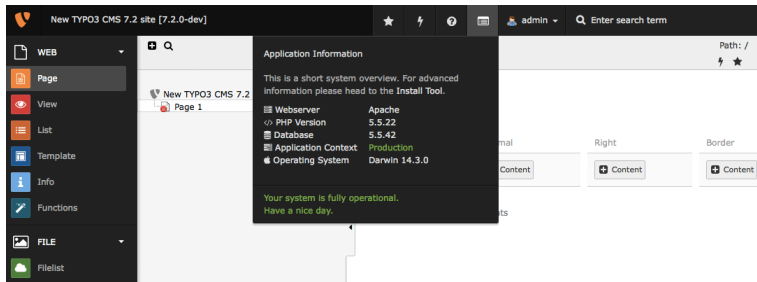 New TYPO3 CMS 7.2 site [7.2.0-dev]
admin
Enter search term
WEB
Page
View
List
Template
Info
Functions
FILE
Filelist
New TYPO3 CMS 7.2
Page 1
Application Information
This is a short system overview. For advanced
information please head to the Install Tool.
Webserver Apache
PHP Version 5.5.22
Database 5.5.42
Application Context Production
Operating System Darwin 14.3.0
Your system is fully operational.
Have a nice day.
Path: /
mal
Right
Border
Content
Content
Content
ts